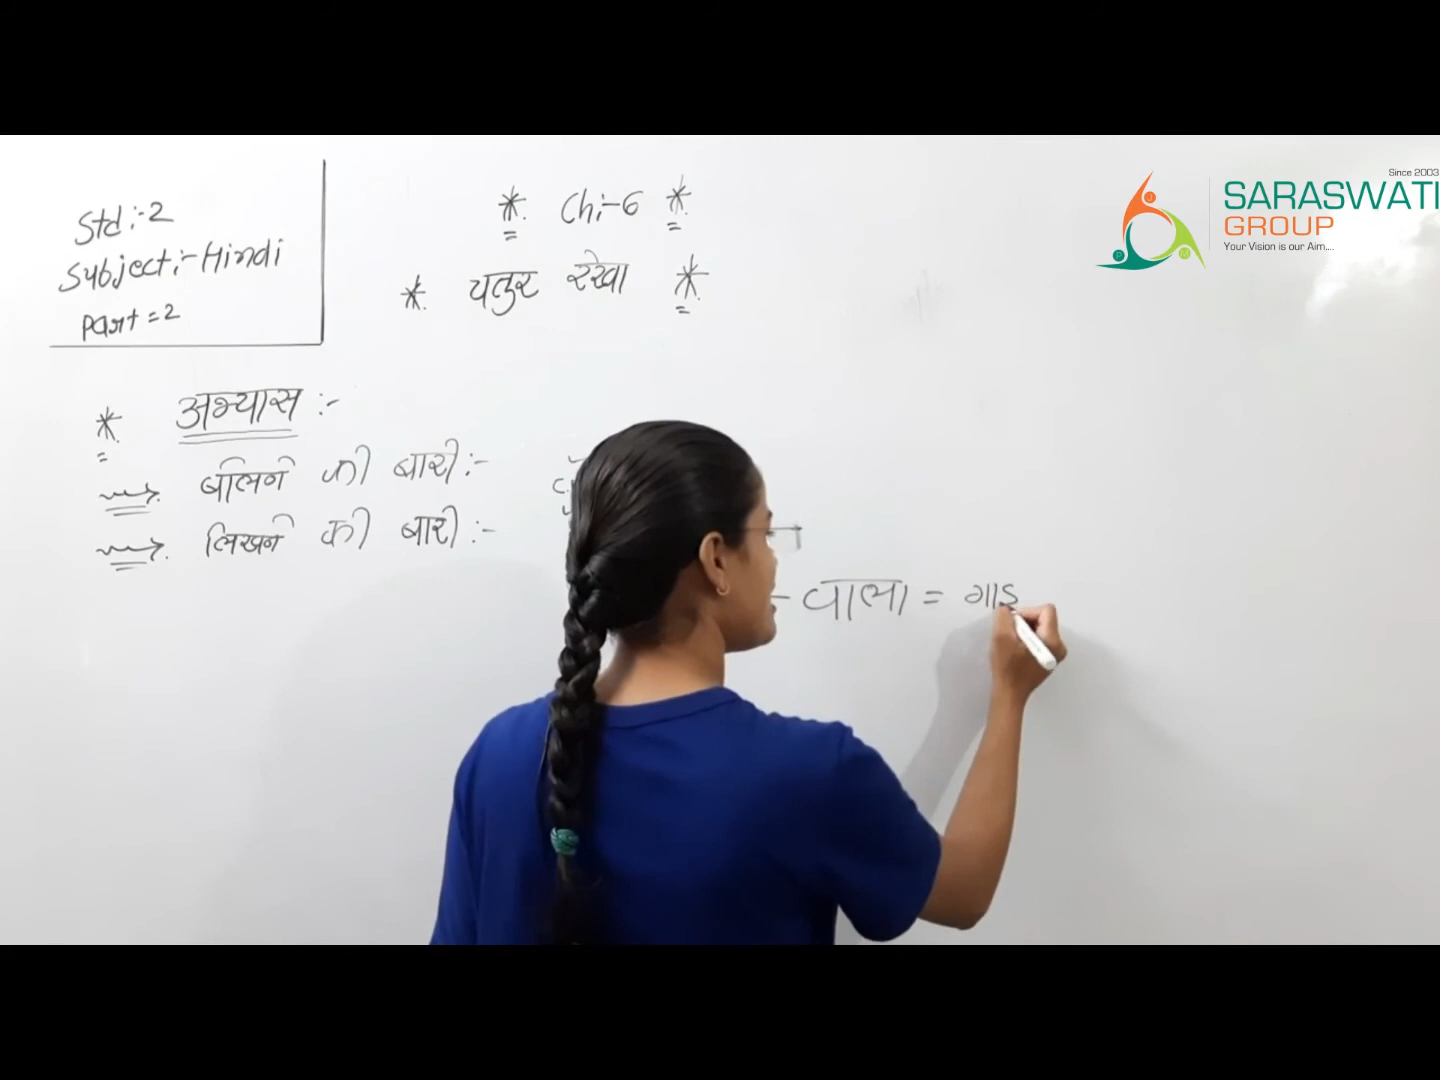 Std:-2
Subject:-Hindi
Part=2
* Ch:-6 *
* चतुर रेखा *
* अभ्यास :-
बोलने की बारी :-
लिखने की बारी :-
- वाला = गाड
Since 2003
SARASWATI
GROUP
Your Vision is our Aim....
J
P
M